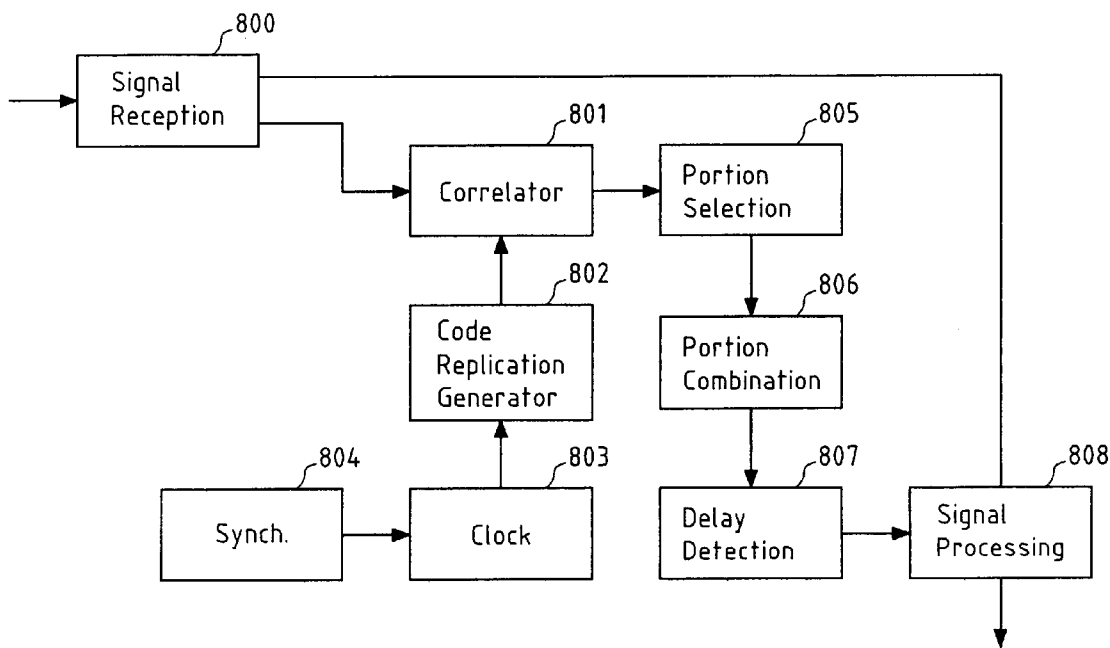 800
Signal
Reception
801
Correlator
805
Portion
Selection
802
Code
Replication
Generator
806
Portion
Combination
804
Synch.
803
Clock
807
Delay
Detection
808
Signal
Processing